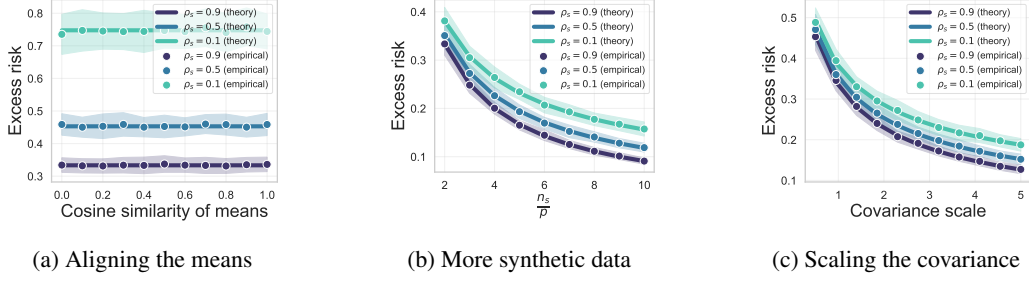 0.8
0.7
0.6
0.5
0.4
0.3
Excess risk
ρs = 0.9 (theory)
ρs = 0.5 (theory)
ρs = 0.1 (theory)
ρs = 0.9 (empirical)
ρs = 0.5 (empirical)
ρs = 0.1 (empirical)
0.0 0.2 0.4 0.6 0.8 1.0
Cosine similarity of means
(a) Aligning the means
0.4
0.3
0.2
0.1
Excess risk
ρs = 0.9 (theory)
ρs = 0.5 (theory)
ρs = 0.1 (theory)
ρs = 0.9 (empirical)
ρs = 0.5 (empirical)
ρs = 0.1 (empirical)
2 4 6 8 10
ns
p
(b) More synthetic data
0.5
0.4
0.3
0.2
0.1
Excess risk
ρs = 0.9 (theory)
ρs = 0.5 (theory)
ρs = 0.1 (theory)
ρs = 0.9 (empirical)
ρs = 0.5 (empirical)
ρs = 0.1 (empirical)
1 2 3 4 5
Covariance scale
(c) Scaling the covariance